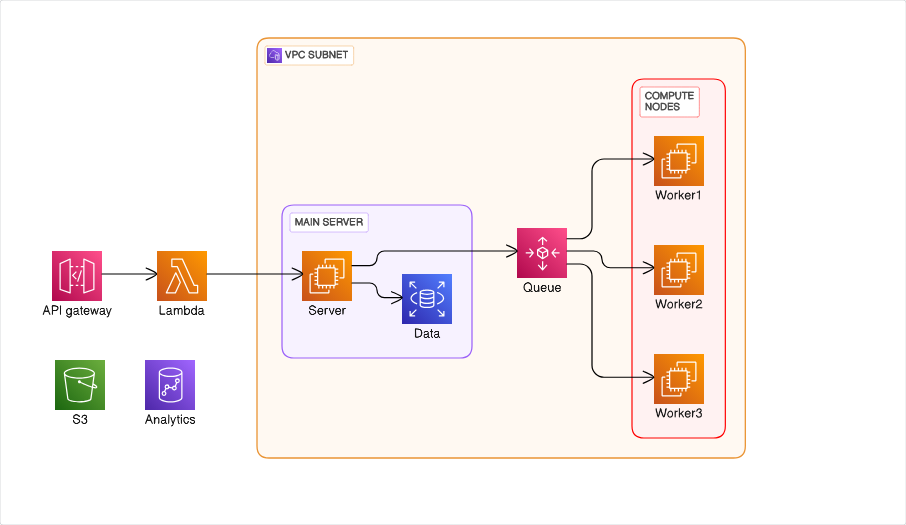 VPC SUBNET
COMPUTE
NODES
Worker1
MAIN SERVER
API gateway
Lambda
Server
Data
Queue
Worker2
S3
Analytics
Worker3